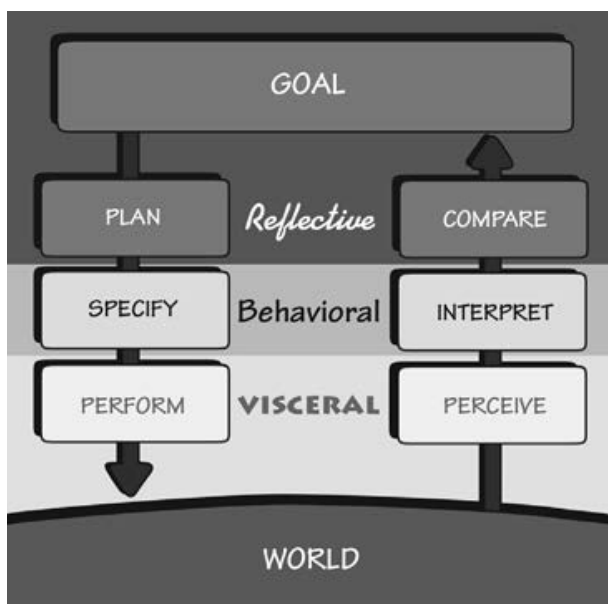 GOAL
PLAN Reflective COMPARE
SPECIFY Behavioral INTERPRET
PERFORM VISCERAL PERCEIVE
WORLD